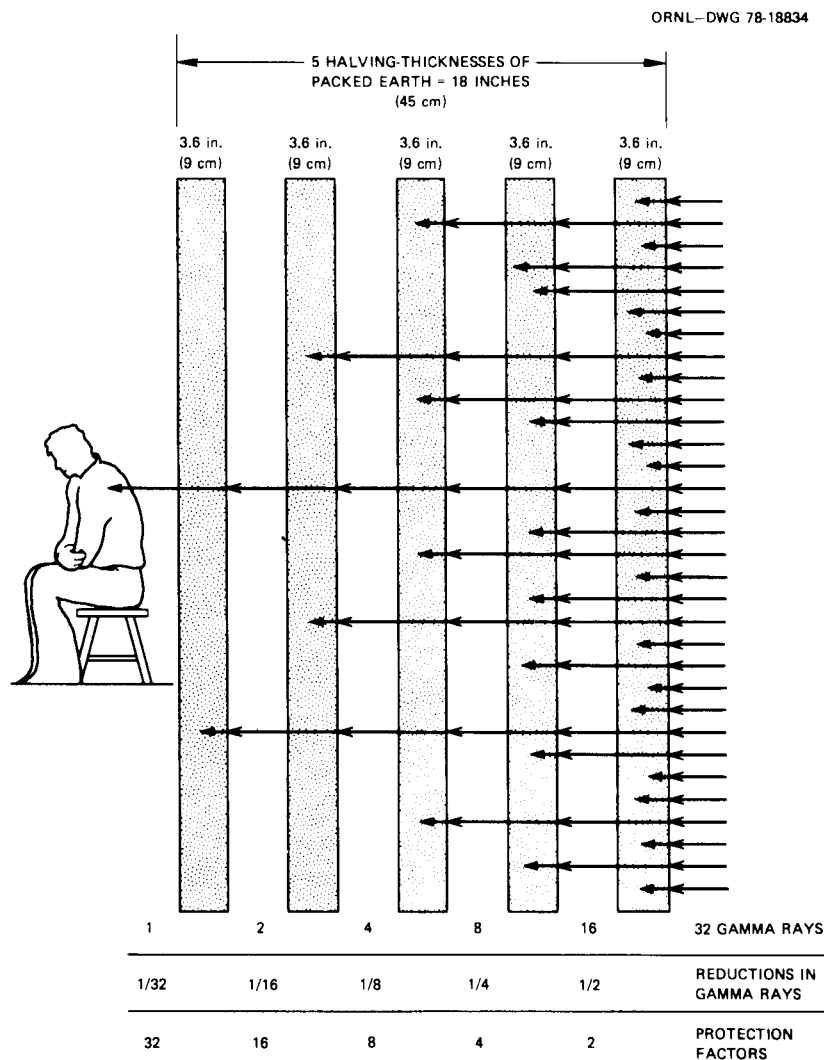 ORNL–DWG 78-18834
5 HALVING-THICKNESSES OF
PACKED EARTH = 18 INCHES
(45 cm)
3.6 in. 3.6 in. 3.6 in. 3.6 in. 3.6 in.
(9 cm) (9 cm) (9 cm) (9 cm) (9 cm)
1 2 4 8 16 32 GAMMA RAYS
1/32 1/16 1/8 1/4 1/2 REDUCTIONS IN
GAMMA RAYS
32 16 8 4 2 PROTECTION
FACTORS